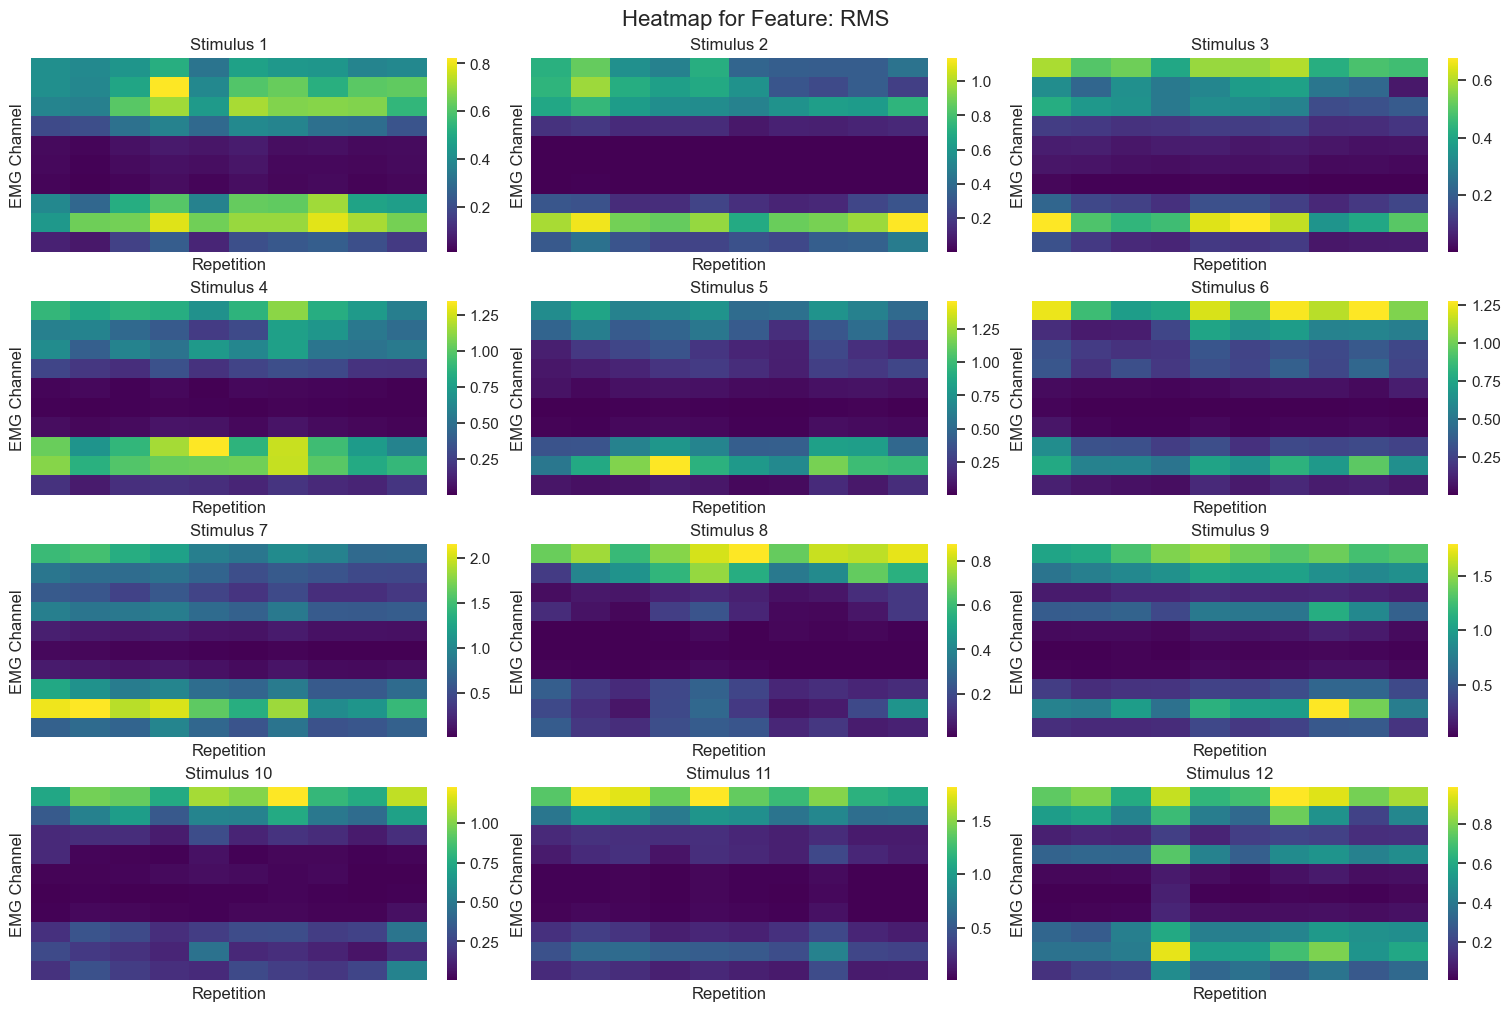 Heatmap for Feature: RMS
Stimulus 1
Stimulus 2
Stimulus 3
EMG Channel
EMG Channel
EMG Channel
0.8
0.6
0.4
0.2
1.0
0.8
0.6
0.4
0.2
0.6
0.4
0.2
Repetition
Repetition
Repetition
Stimulus 4
Stimulus 5
Stimulus 6
EMG Channel
EMG Channel
EMG Channel
1.25
1.00
0.75
0.50
0.25
1.25
1.00
0.75
0.50
0.25
1.25
1.00
0.75
0.50
0.25
Repetition
Repetition
Repetition
Stimulus 7
Stimulus 8
Stimulus 9
EMG Channel
EMG Channel
EMG Channel
2.0
1.5
1.0
0.5
0.8
0.6
0.4
0.2
1.5
1.0
0.5
Repetition
Repetition
Repetition
Stimulus 10
Stimulus 11
Stimulus 12
EMG Channel
EMG Channel
EMG Channel
1.00
0.75
0.50
0.25
1.5
1.0
0.5
0.8
0.6
0.4
0.2
Repetition
Repetition
Repetition